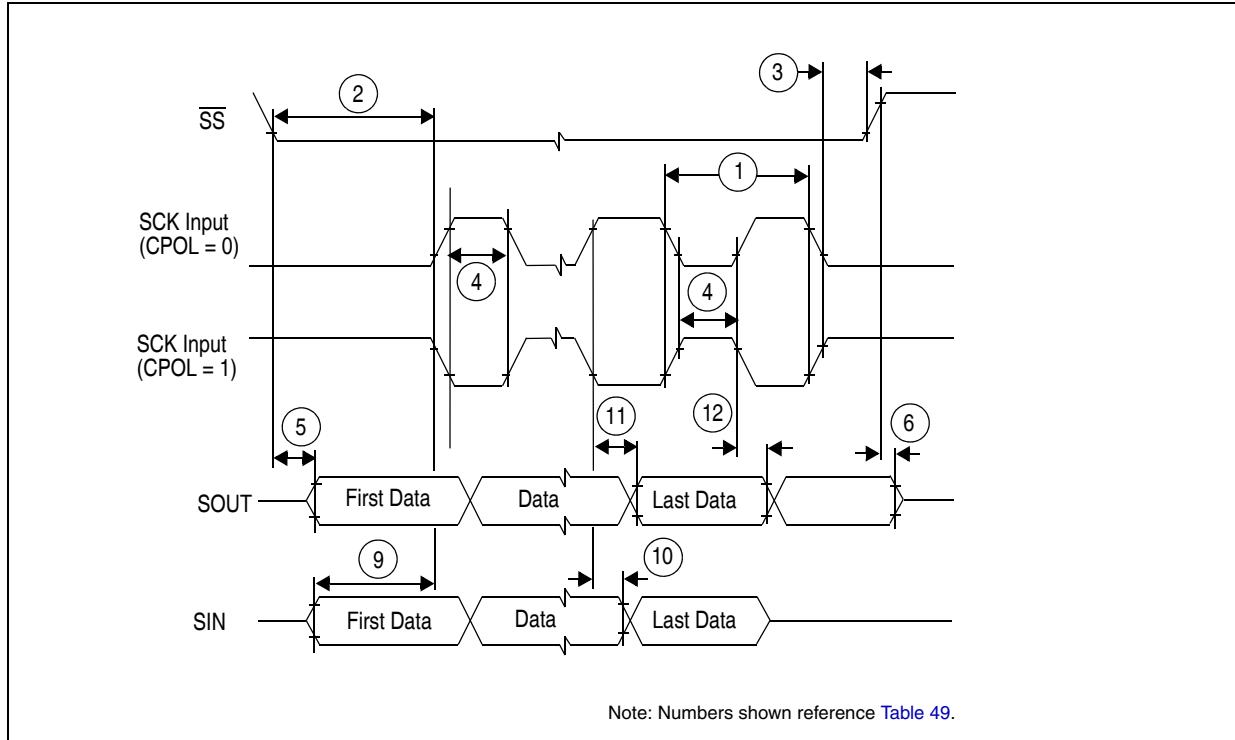 3
2
SS
1
SCK Input
(CPOL = 0)
4
4
SCK Input
(CPOL = 1)
11
12
5
6
SOUT
First Data
Data
Last Data
9
10
SIN
First Data
Data
Last Data
Note: Numbers shown reference Table 49.